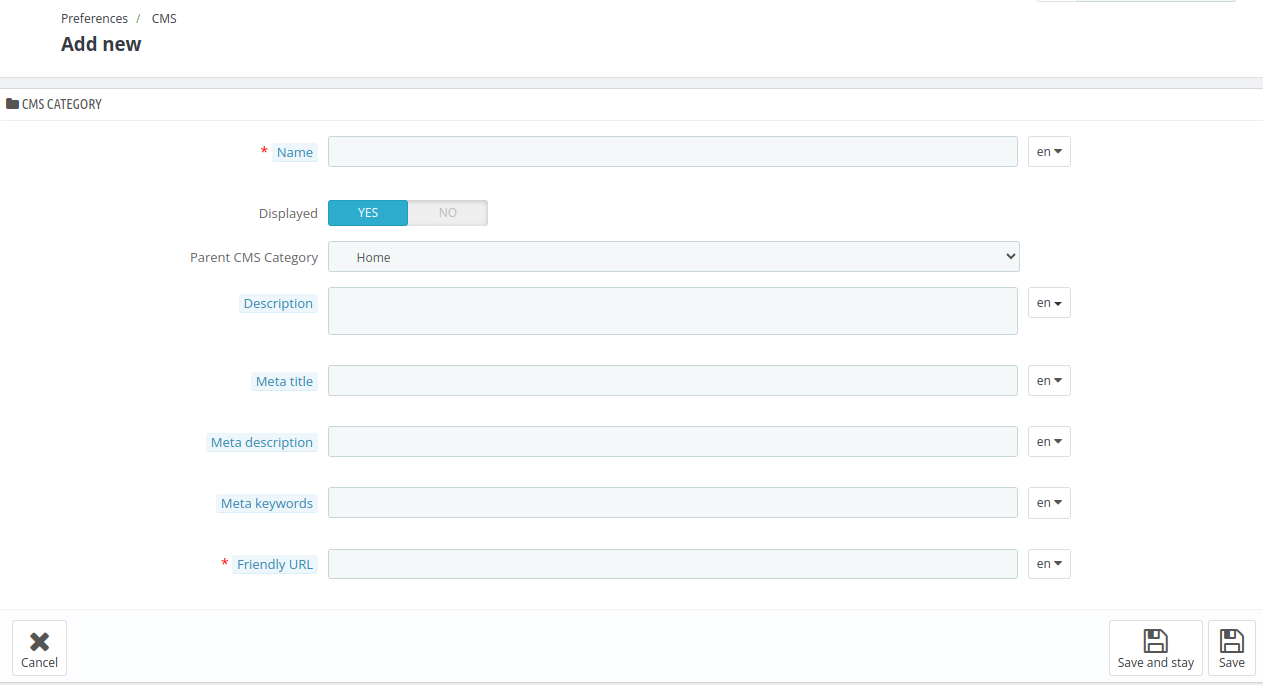 Preferences / CMS
Add new
CMS CATEGORY
* Name en
Displayed YES NO
Parent CMS Category Home
Description en
Meta title en
Meta description en
Meta keywords en
* Friendly URL en
Cancel Save and stay Save